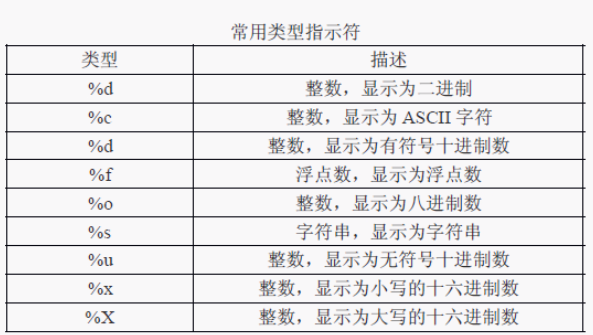 常用类型指示符
类型 描述
%d 整数，显示为二进制
%c 整数，显示为 ASCII 字符
%d 整数，显示为有符号十进制数
%f 浮点数，显示为浮点数
%o 整数，显示为八进制数
%s 字符串，显示为字符串
%u 整数，显示为无符号十进制数
%x 整数，显示为小写的十六进制数
%X 整数，显示为大写的十六进制数